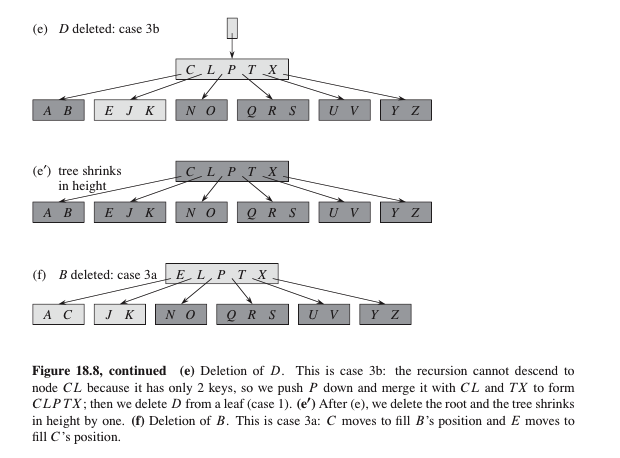 (e) D deleted: case 3b
C L P T X
A B E J K N O Q R S U V Y Z
(e′) tree shrinks
in height
C L P T X
A B E J K N O Q R S U V Y Z
(f) B deleted: case 3a E L P T X
A C J K N O Q R S U V Y Z
Figure 18.8, continued (e) Deletion of D. This is case 3b: the recursion cannot descend to
node CL because it has only 2 keys, so we push P down and merge it with CL and TX to form
CLPTX; then we delete D from a leaf (case 1). (e′) After (e), we delete the root and the tree shrinks
in height by one. (f) Deletion of B. This is case 3a: C moves to fill B's position and E moves to
fill C's position.